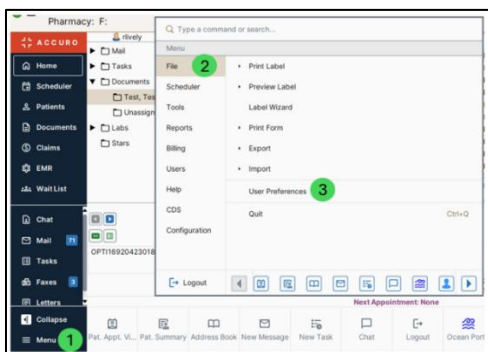 Pharmacy: F:
ACCURO
Home
Scheduler
Patients
Documents
Claims
EMR
WaitList
Chat
Mail 71
Tasks
Faxes 3
Letters
Collapse
1 Menu
rlively
Mail
Tasks
Documents
Test, Tes
Unassign
Labs
Stars
OPTI16920423018
Type a command or search...
Menu
File 2
Scheduler
Tools
Reports
Billing
Users
Help
CDS
Configuration
Logout
Print Label
Preview Label
Label Wizard
Print Form
Export
Import
User Preferences 3
Quit Ctrl+Q
Next Appointment: None
Pat. Appt. Vi... Pat. Summary Address Book New Message New Task Chat Logout Ocean Port